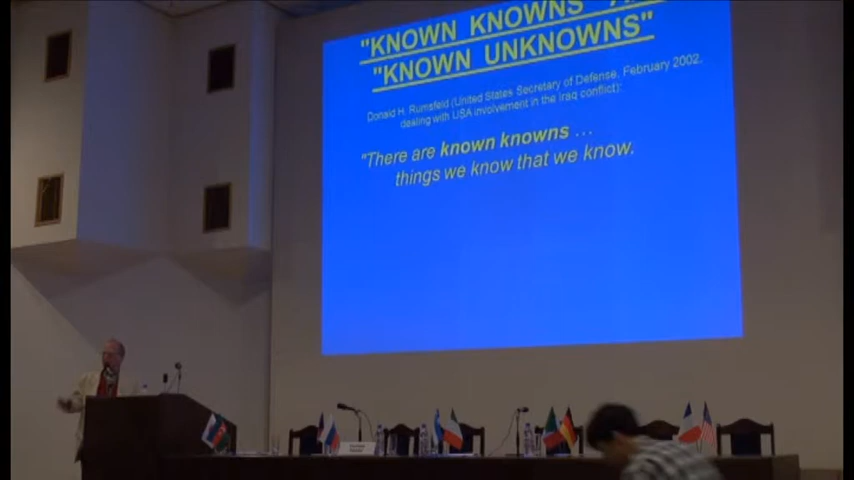 "KNOWN KNOWNS"
"KNOWN UNKNOWNS"
Donald H. Rumsfeld (United States Secretary of Defense, February 2002,
dealing with USA involvement in the Iraq conflict):
"There are known knowns ...
things we know that we know.